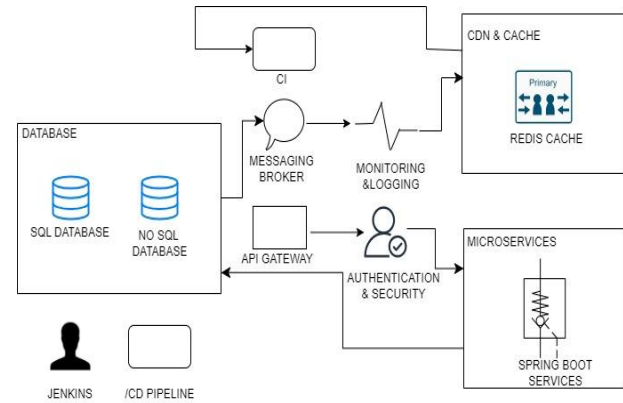 CDN & CACHE
CI
Primary
REDIS CACHE
DATABASE
MESSAGING
BROKER
MONITORING
&LOGGING
SQL DATABASE
NO SQL
DATABASE
API GATEWAY
AUTHENTICATION
& SECURITY
MICROSERVICES
SPRING BOOT
SERVICES
JENKINS
/CD PIPELINE